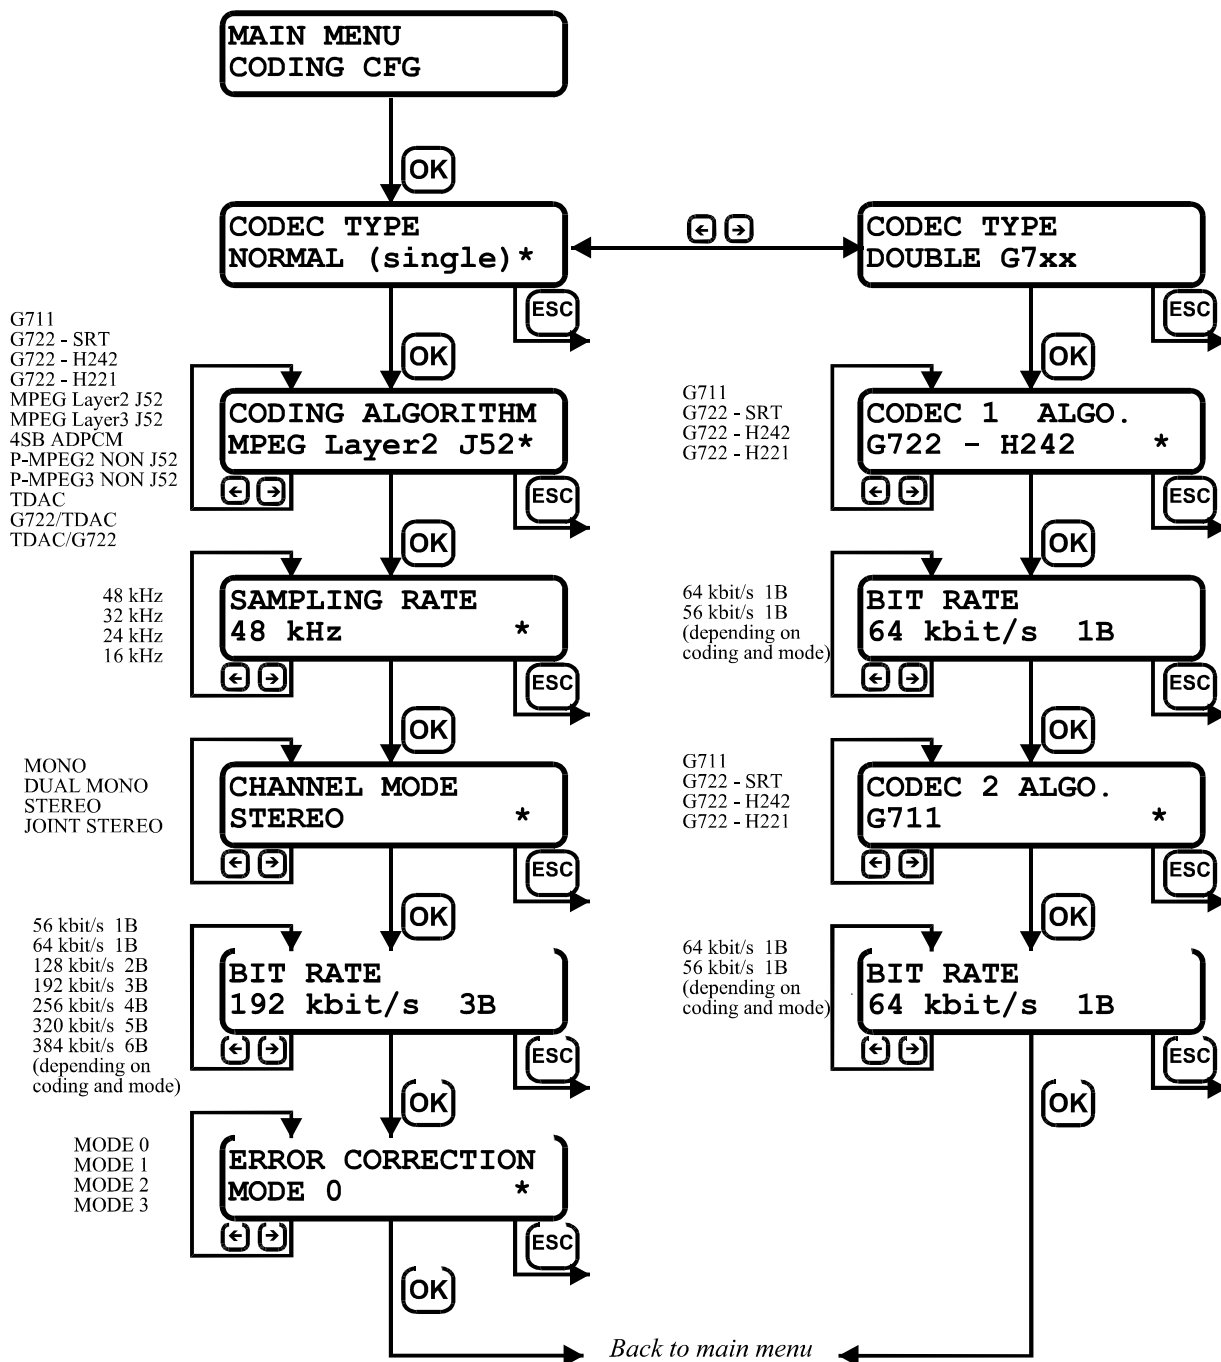 MAIN MENU
CODING CFG
OK
CODEC TYPE
NORMAL (single)*
← →
CODEC TYPE
DOUBLE G7xx
ESC
OK
ESC
OK
G711
G722 - SRT
G722 - H242
G722 - H221
MPEG Layer2 J52
MPEG Layer3 J52
4SB ADPCM
P-MPEG2 NON J52
P-MPEG3 NON J52
TDAC
G722/TDAC
TDAC/G722
CODING ALGORITHM
MPEG Layer2 J52*
← →
ESC
OK
G711
G722 - SRT
G722 - H242
G722 - H221
CODEC 1 ALGO.
G722 - H242 *
← →
ESC
OK
48 kHz
32 kHz
24 kHz
16 kHz
SAMPLING RATE
48 kHz *
← →
ESC
OK
64 kbit/s 1B
56 kbit/s 1B
(depending on
coding and mode)
BIT RATE
64 kbit/s 1B
← →
ESC
OK
MONO
DUAL MONO
STEREO
JOINT STEREO
CHANNEL MODE
STEREO *
← →
ESC
OK
G711
G722 - SRT
G722 - H242
G722 - H221
CODEC 2 ALGO.
G711 *
← →
ESC
OK
56 kbit/s 1B
64 kbit/s 1B
128 kbit/s 2B
192 kbit/s 3B
256 kbit/s 4B
320 kbit/s 5B
384 kbit/s 6B
(depending on
coding and mode)
BIT RATE
192 kbit/s 3B
← →
ESC
OK
64 kbit/s 1B
56 kbit/s 1B
(depending on
coding and mode)
BIT RATE
64 kbit/s 1B
← →
ESC
OK
MODE 0
MODE 1
MODE 2
MODE 3
ERROR CORRECTION
MODE 0 *
← →
ESC
OK
Back to main menu